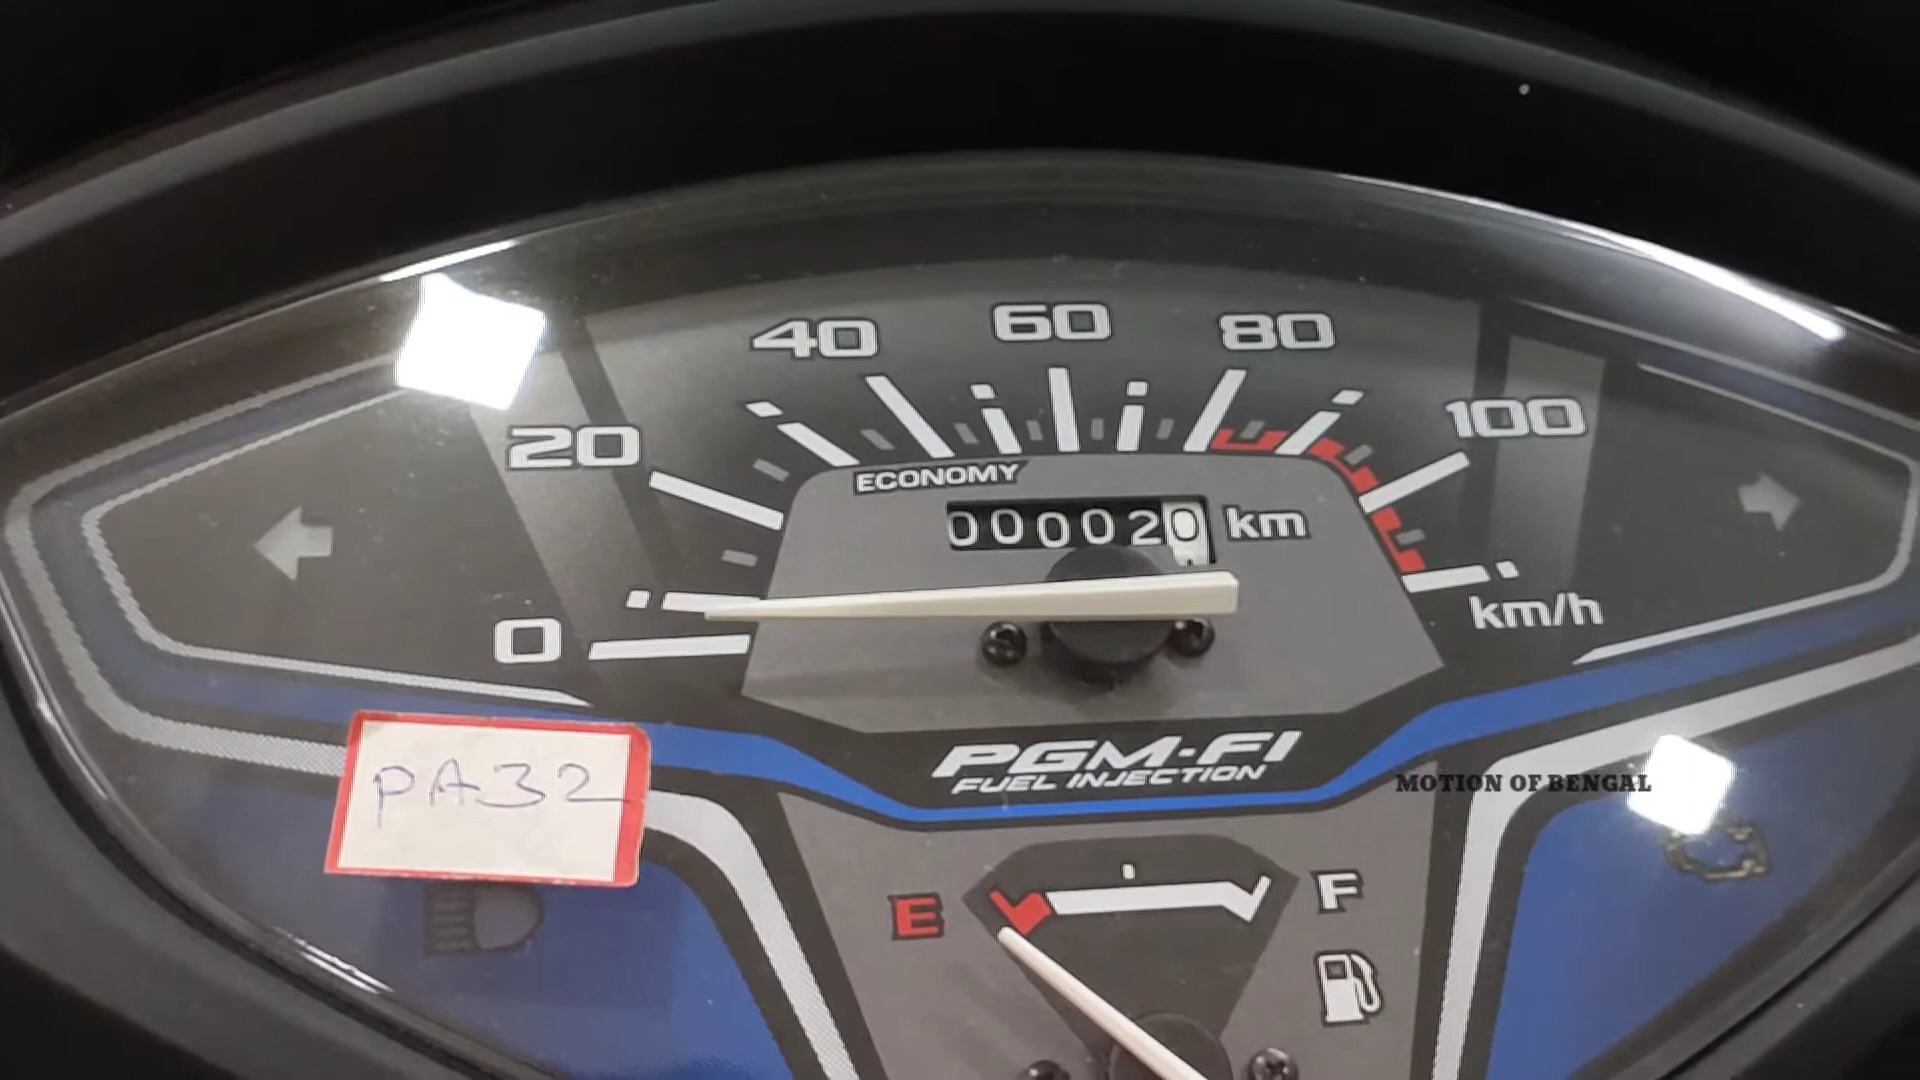 40 60 80
20 100
ECONOMY
000020 km
0 km/h
PGM-FI
FUEL INJECTION
MOTION OF BENGAL
PA32
E F